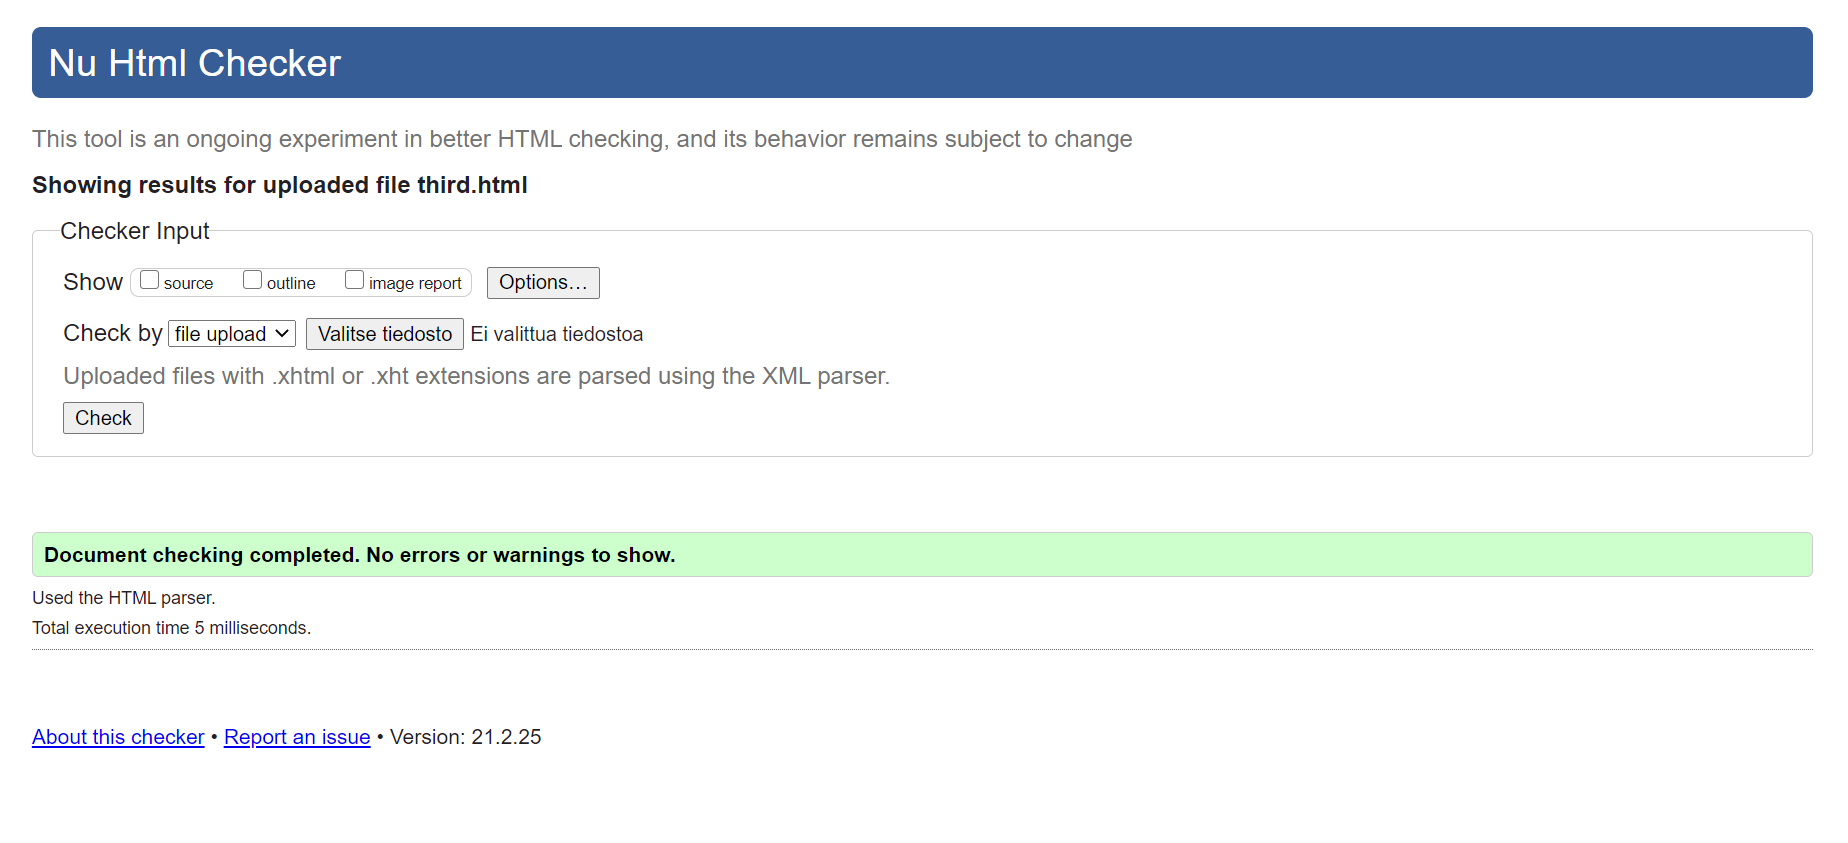 Nu Html Checker
This tool is an ongoing experiment in better HTML checking, and its behavior remains subject to change
Showing results for uploaded file third.html
Checker Input
Show source outline image report Options…
Check by file upload Valitse tiedosto Ei valittua tiedostoa
Uploaded files with .xhtml or .xht extensions are parsed using the XML parser.
Check
Document checking completed. No errors or warnings to show.
Used the HTML parser.
Total execution time 5 milliseconds.
About this checker • Report an issue • Version: 21.2.25